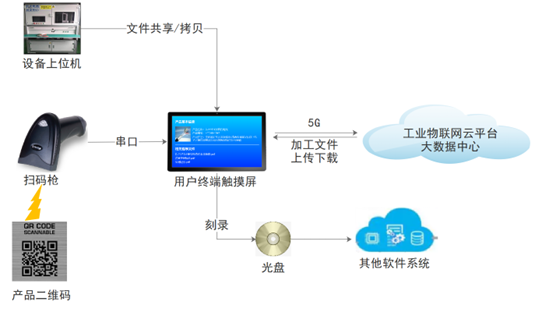 文件共享/拷贝
设备上位机
串口
5G
加工文件
上传下载
工业物联网云平台
大数据中心
扫码枪
用户终端触摸屏
QR CODE
SCANNABLE
刻录
光盘
其他软件系统
产品二维码